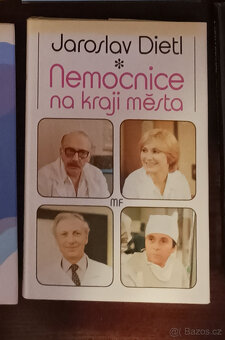 Jaroslav Dietl
*
Nemocnice
na kraji města
MF
Bazos.cz